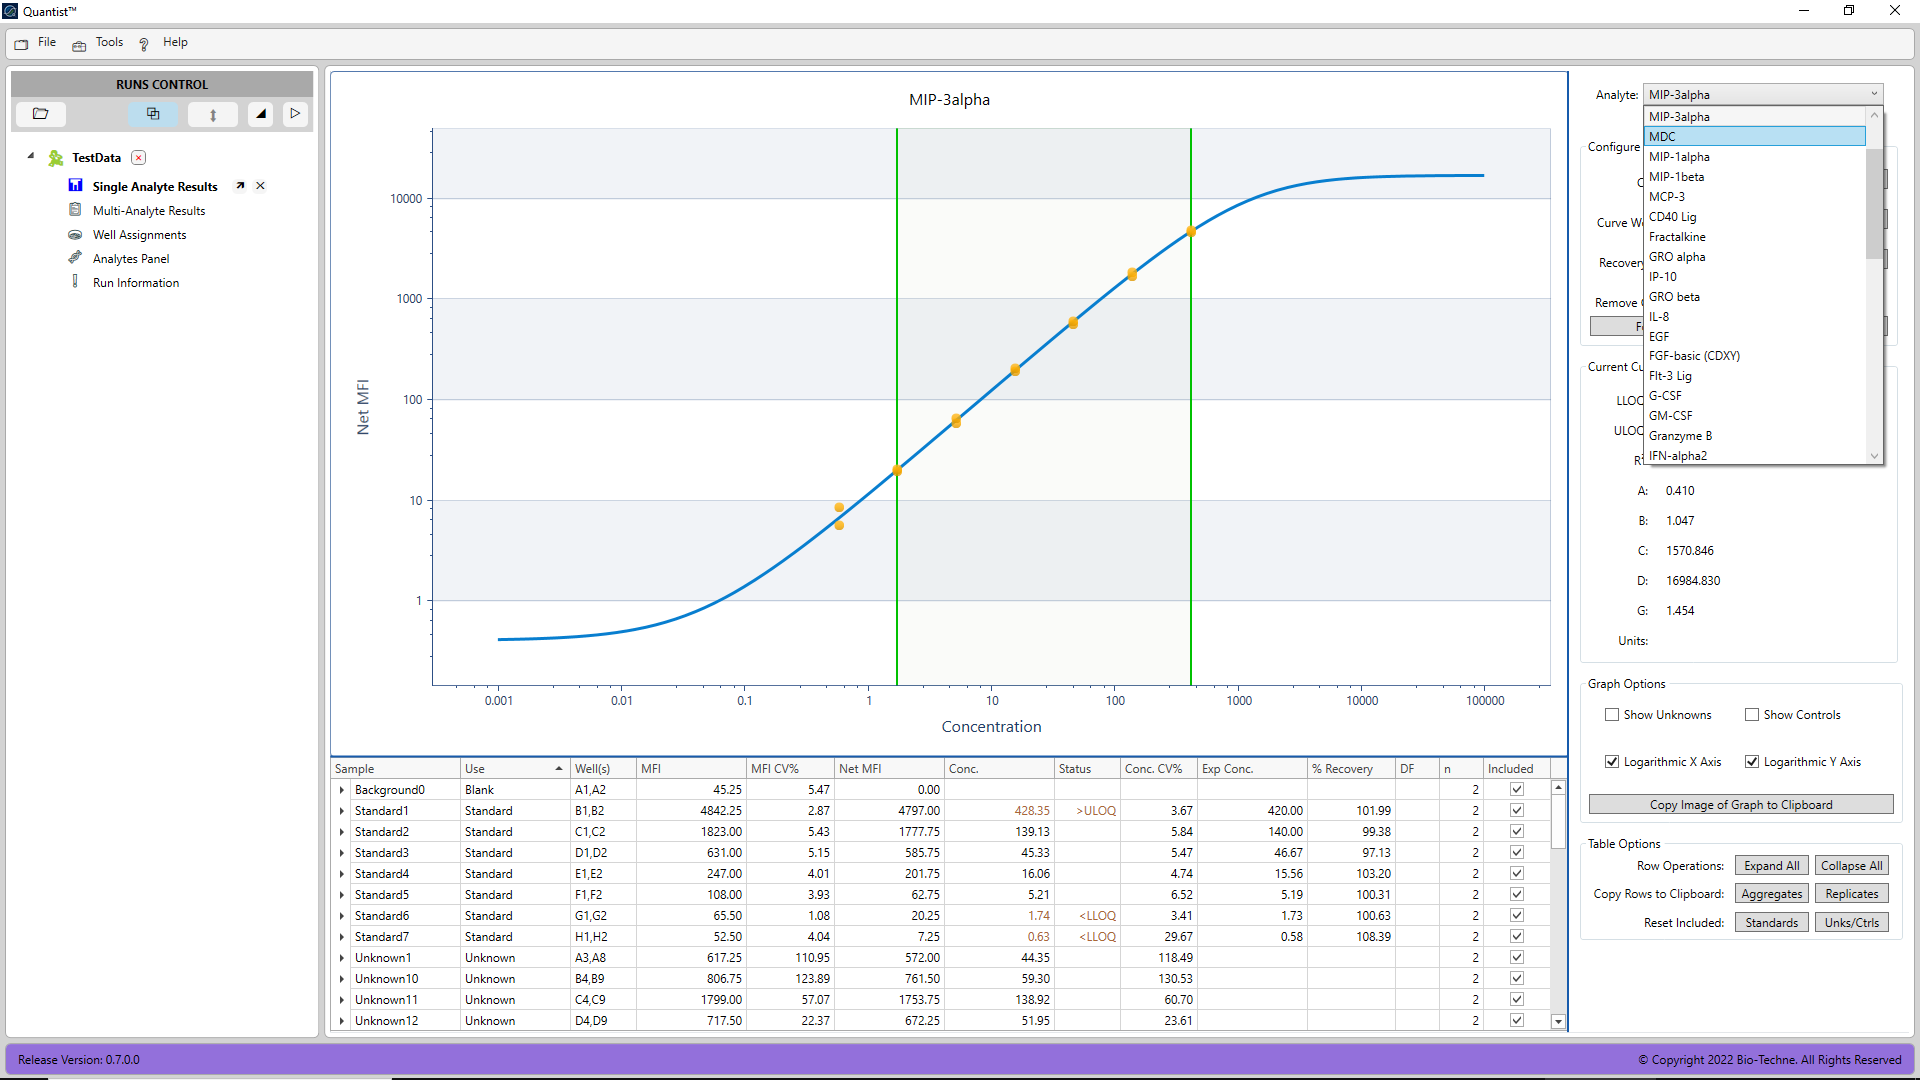 Quantist™
File Tools Help
RUNS CONTROL
TestData
Single Analyte Results
Multi-Analyte Results
Well Assignments
Analytes Panel
Run Information
MIP-3alpha
Net MFI
10000
1000
100
10
1
0.001 0.01 0.1 1 10 100 1000 10000 100000
Concentration
Analyte: MIP-3alpha
MIP-3alpha
MDC
MIP-1alpha
MIP-1beta
MCP-3
CD40 Lig
Fractalkine
GRO alpha
IP-10
GRO beta
IL-8
EGF
FGF-basic (CDXY)
Flt-3 Lig
G-CSF
GM-CSF
Granzyme B
IFN-alpha2
Configure
Recovery
Remove
LLOQ
ULOQ
A: 0.410
B: 1.047
C: 1570.846
D: 16984.830
G: 1.454
Units:
Graph Options
Show Unknowns Show Controls
Logarithmic X Axis Logarithmic Y Axis
Copy Image of Graph to Clipboard
Table Options
Row Operations: Expand All Collapse All
Copy Rows to Clipboard: Aggregates Replicates
Reset Included: Standards Unks/Ctrls
Sample Use Well(s) MFI MFI CV% Net MFI Conc. Status Conc. CV% Exp Conc. % Recovery DF n Included
Background0 Blank A1,A2 45.25 5.47 0.00 2
Standard1 Standard B1,B2 4842.25 2.87 4797.00 428.35 >ULOQ 3.67 420.00 101.99 2
Standard2 Standard C1,C2 1823.00 5.43 1777.75 139.13 5.84 140.00 99.38 2
Standard3 Standard D1,D2 631.00 5.15 585.75 45.33 5.47 46.67 97.13 2
Standard4 Standard E1,E2 247.00 4.01 201.75 16.06 4.74 15.56 103.20 2
Standard5 Standard F1,F2 108.00 3.93 62.75 5.21 6.52 5.19 100.31 2
Standard6 Standard G1,G2 65.50 1.08 20.25 1.74 <LLOQ 3.41 1.73 100.63 2
Standard7 Standard H1,H2 52.50 4.04 7.25 0.63 <LLOQ 29.67 0.58 108.39 2
Unknown1 Unknown A3,A8 617.25 110.95 572.00 44.35 118.49 2
Unknown10 Unknown B4,B9 806.75 123.89 761.50 59.30 130.53 2
Unknown11 Unknown C4,C9 1799.00 57.07 1753.75 138.92 60.70 2
Unknown12 Unknown D4,D9 717.50 22.37 672.25 51.95 23.61 2
Release Version: 0.7.0.0
© Copyright 2022 Bio-Techne. All Rights Reserved